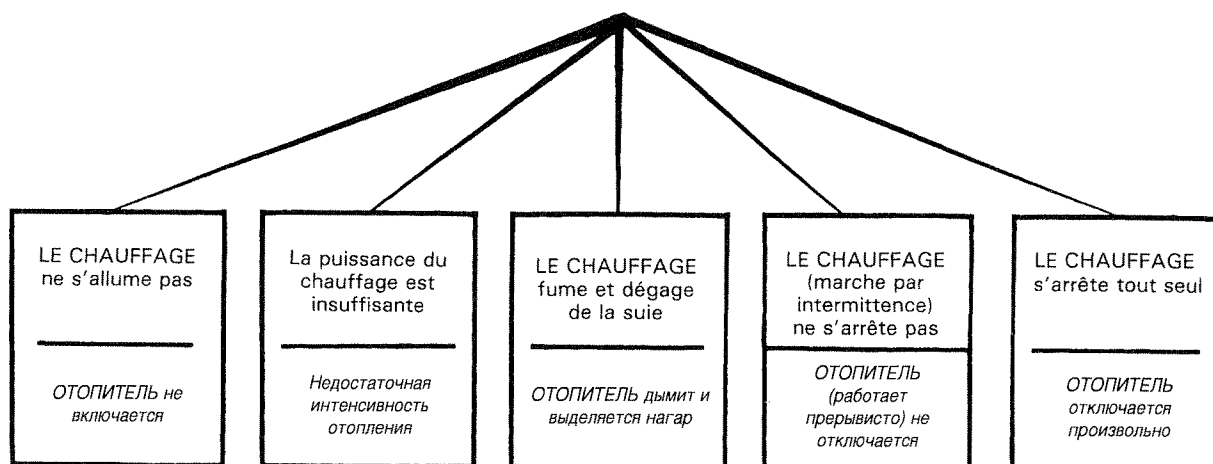 LE CHAUFFAGE
ne s'allume pas
ОТОПИТЕЛЬ не
включается
La puissance du
chauffage est
insuffisante
Недостаточная
интенсивность
отопления
LE CHAUFFAGE
fume et dégage
de la suie
ОТОПИТЕЛЬ дымит и
выделяется нагар
LE CHAUFFAGE
(marche par
intermittence)
ne s'arrête pas
ОТОПИТЕЛЬ
(работает
прерывисто) не
отключается
LE CHAUFFAGE
s'arrête tout seul
ОТОПИТЕЛЬ
отключается
произвольно